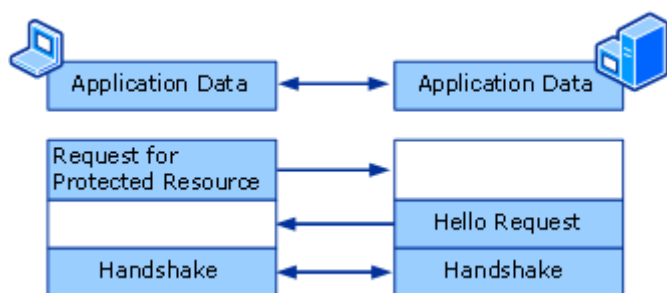 Application Data
Application Data
Request for
Protected Resource
Hello Request
Handshake
Handshake